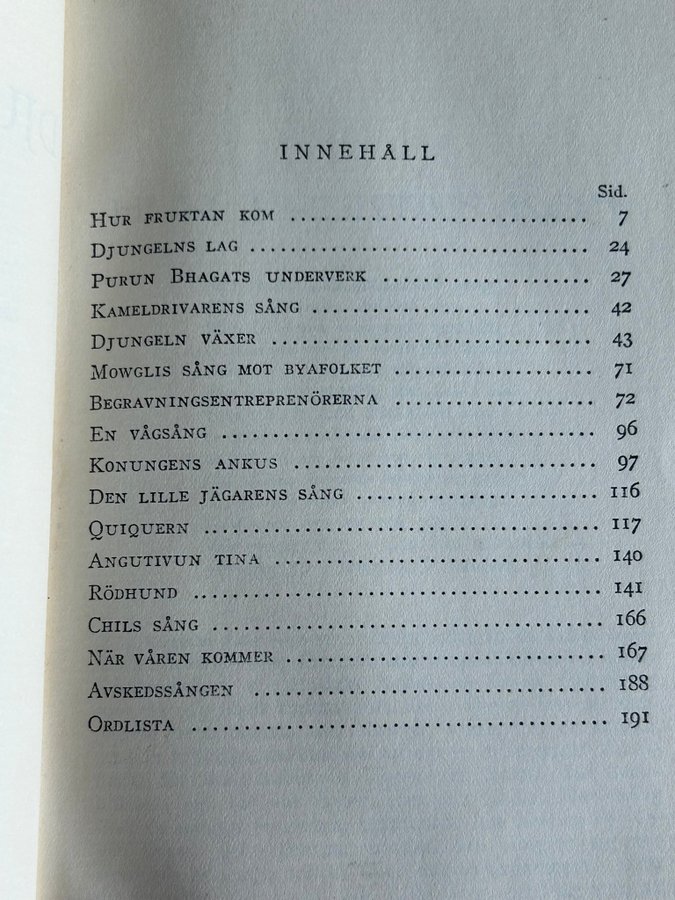 INNEHÅLL
Sid.
HUR FRUKTAN KOM 7
DJUNGELNS LAG 24
PURUN BHAGATS UNDERVERK 27
KAMELDRIVARENS SÅNG 42
DJUNGELN VÄXER 43
MOWGLIS SÅNG MOT BYAFOLKET 71
BEGRAVNINGSENTREPRENÖRERNA 72
EN VÅGSÅNG 96
KONUNGENS ANKUS 97
DEN LILLE JÄGARENS SÅNG 116
QUIQUERN 117
ANGUTIVUN TINA 140
RÖDHUND 141
CHILS SÅNG 166
NÄR VÅREN KOMMER 167
AVSKEDSSÅNGEN 188
ORDLISTA 191